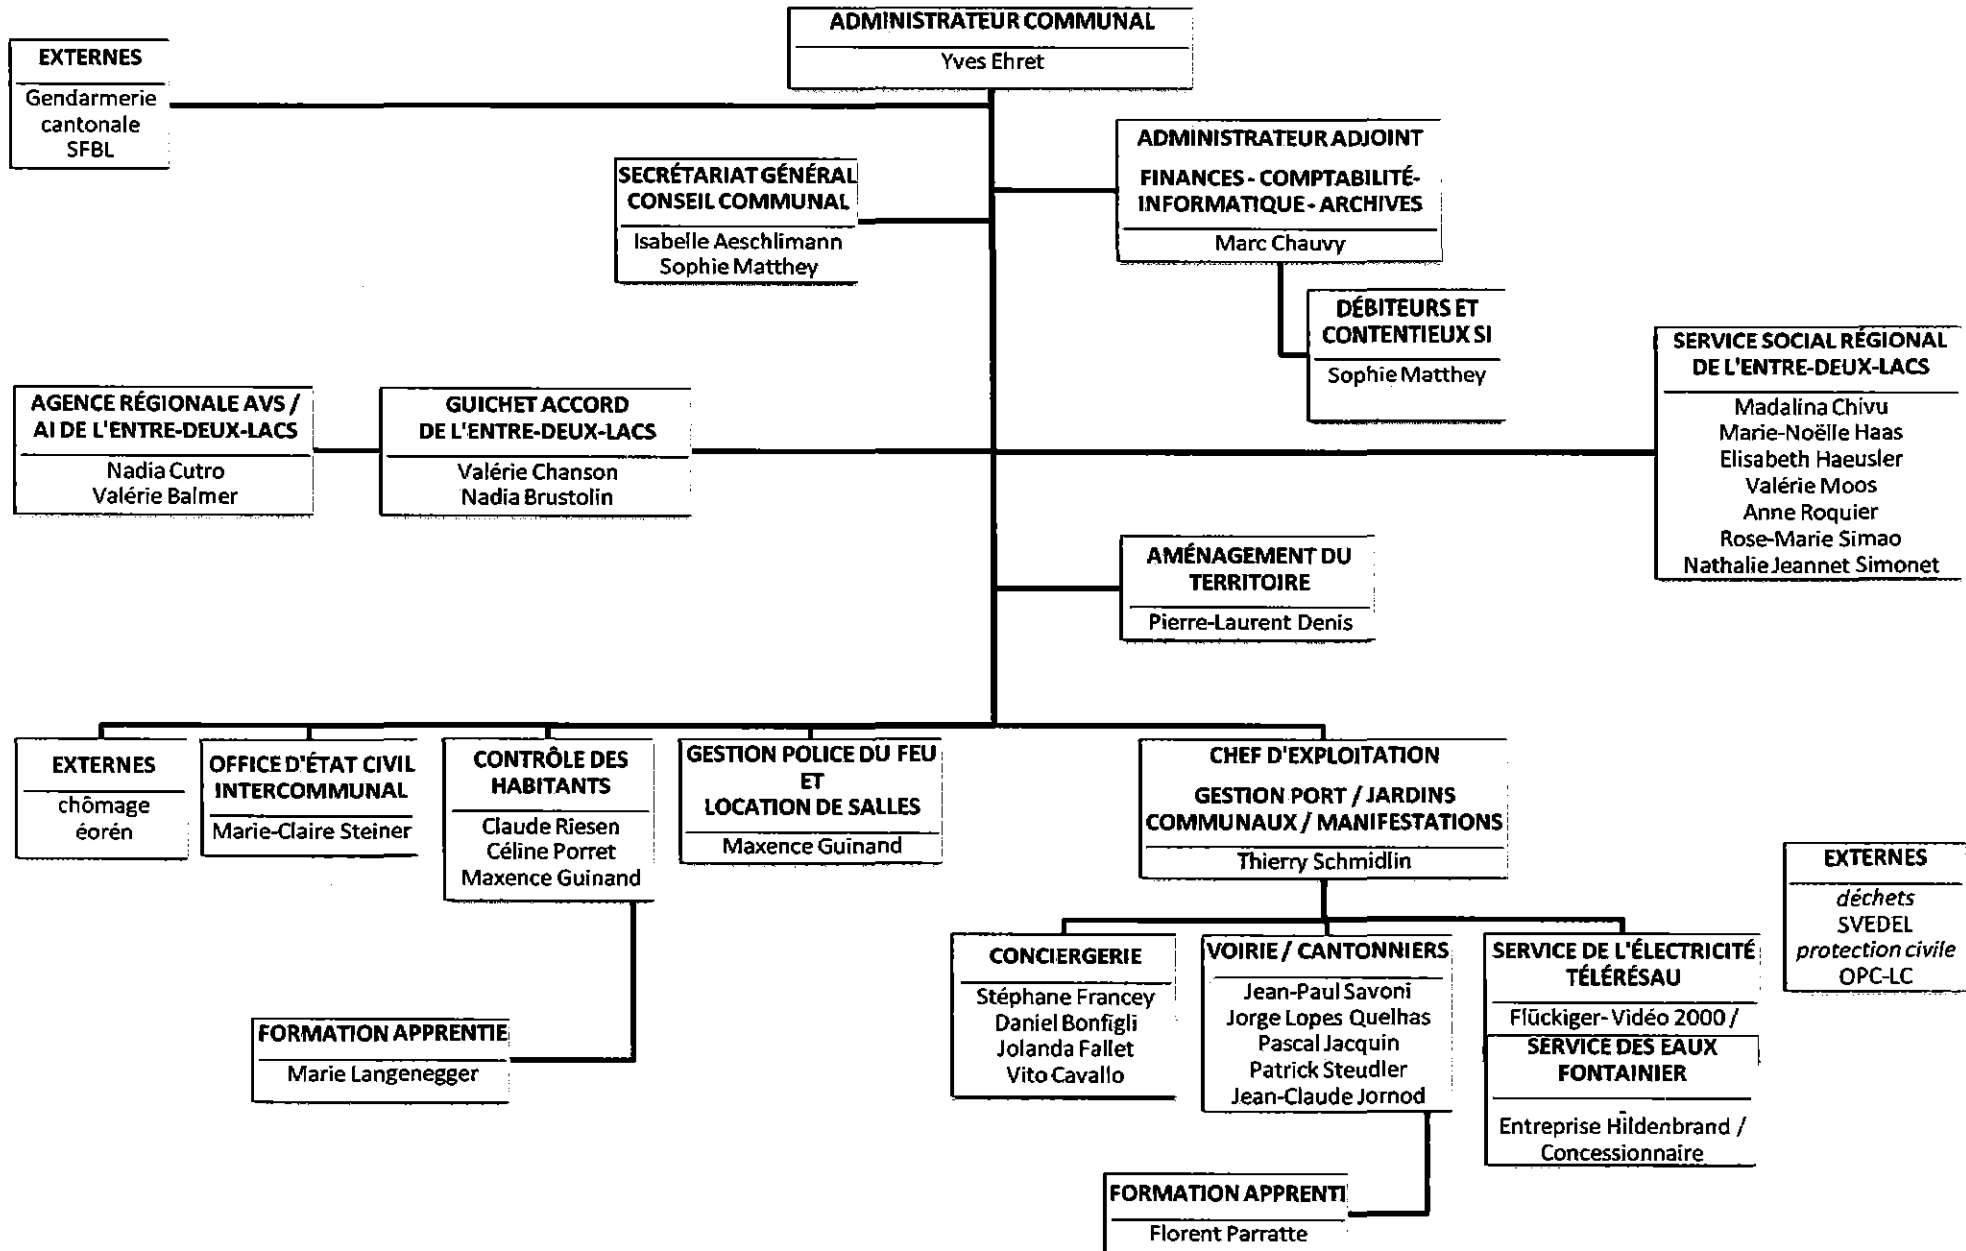 ADMINISTRATEUR COMMUNAL
Yves Ehret
EXTERNES
Gendarmerie
cantonale
SFBL
ADMINISTRATEUR ADJOINT
FINANCES - COMPTABILITÉ-
INFORMATIQUE - ARCHIVES
Marc Chauvy
SECRÉTARIAT GÉNÉRAL
CONSEIL COMMUNAL
Isabelle Aeschlimann
Sophie Matthey
DÉBITEURS ET
CONTENTIEUX SI
Sophie Matthey
SERVICE SOCIAL RÉGIONAL
DE L'ENTRE-DEUX-LACS
Madalina Chivu
Marie-Noëlle Haas
Elisabeth Haeusler
Valérie Moos
Anne Roquier
Rose-Marie Simao
Nathalie Jeannet Simonet
AGENCE RÉGIONALE AVS /
AI DE L'ENTRE-DEUX-LACS
Nadia Cutro
Valérie Balmer
GUICHET ACCORD
DE L'ENTRE-DEUX-LACS
Valérie Chanson
Nadia Brustolin
AMÉNAGEMENT DU
TERRITOIRE
Pierre-Laurent Denis
EXTERNES
chômage
éorén
OFFICE D'ÉTAT CIVIL
INTERCOMMUNAL
Marie-Claire Steiner
CONTRÔLE DES
HABITANTS
Claude Riesen
Céline Porret
Maxence Guinand
GESTION POLICE DU FEU
ET
LOCATION DE SALLES
Maxence Guinand
CHEF D'EXPLOITATION
GESTION PORT / JARDINS
COMMUNAUX / MANIFESTATIONS
Thierry Schmidlin
EXTERNES
déchets
SVEDEL
protection civile
OPC-LC
CONCIERGERIE
Stéphane Francey
Daniel Bonfigli
Jolanda Fallet
Vito Cavallo
VOIRIE / CANTONNIERS
Jean-Paul Savoni
Jorge Lopes Quelhas
Pascal Jacquin
Patrick Steudler
Jean-Claude Jornod
SERVICE DE L'ÉLECTRICITÉ
TÉLÉRÉSAU
Flückiger- Vidéo 2000 /
SERVICE DES EAUX
FONTAINIER
Entreprise Hildenbrand /
Concessionnaire
FORMATION APPRENTIE
Marie Langenegger
FORMATION APPRENTI
Florent Parratte